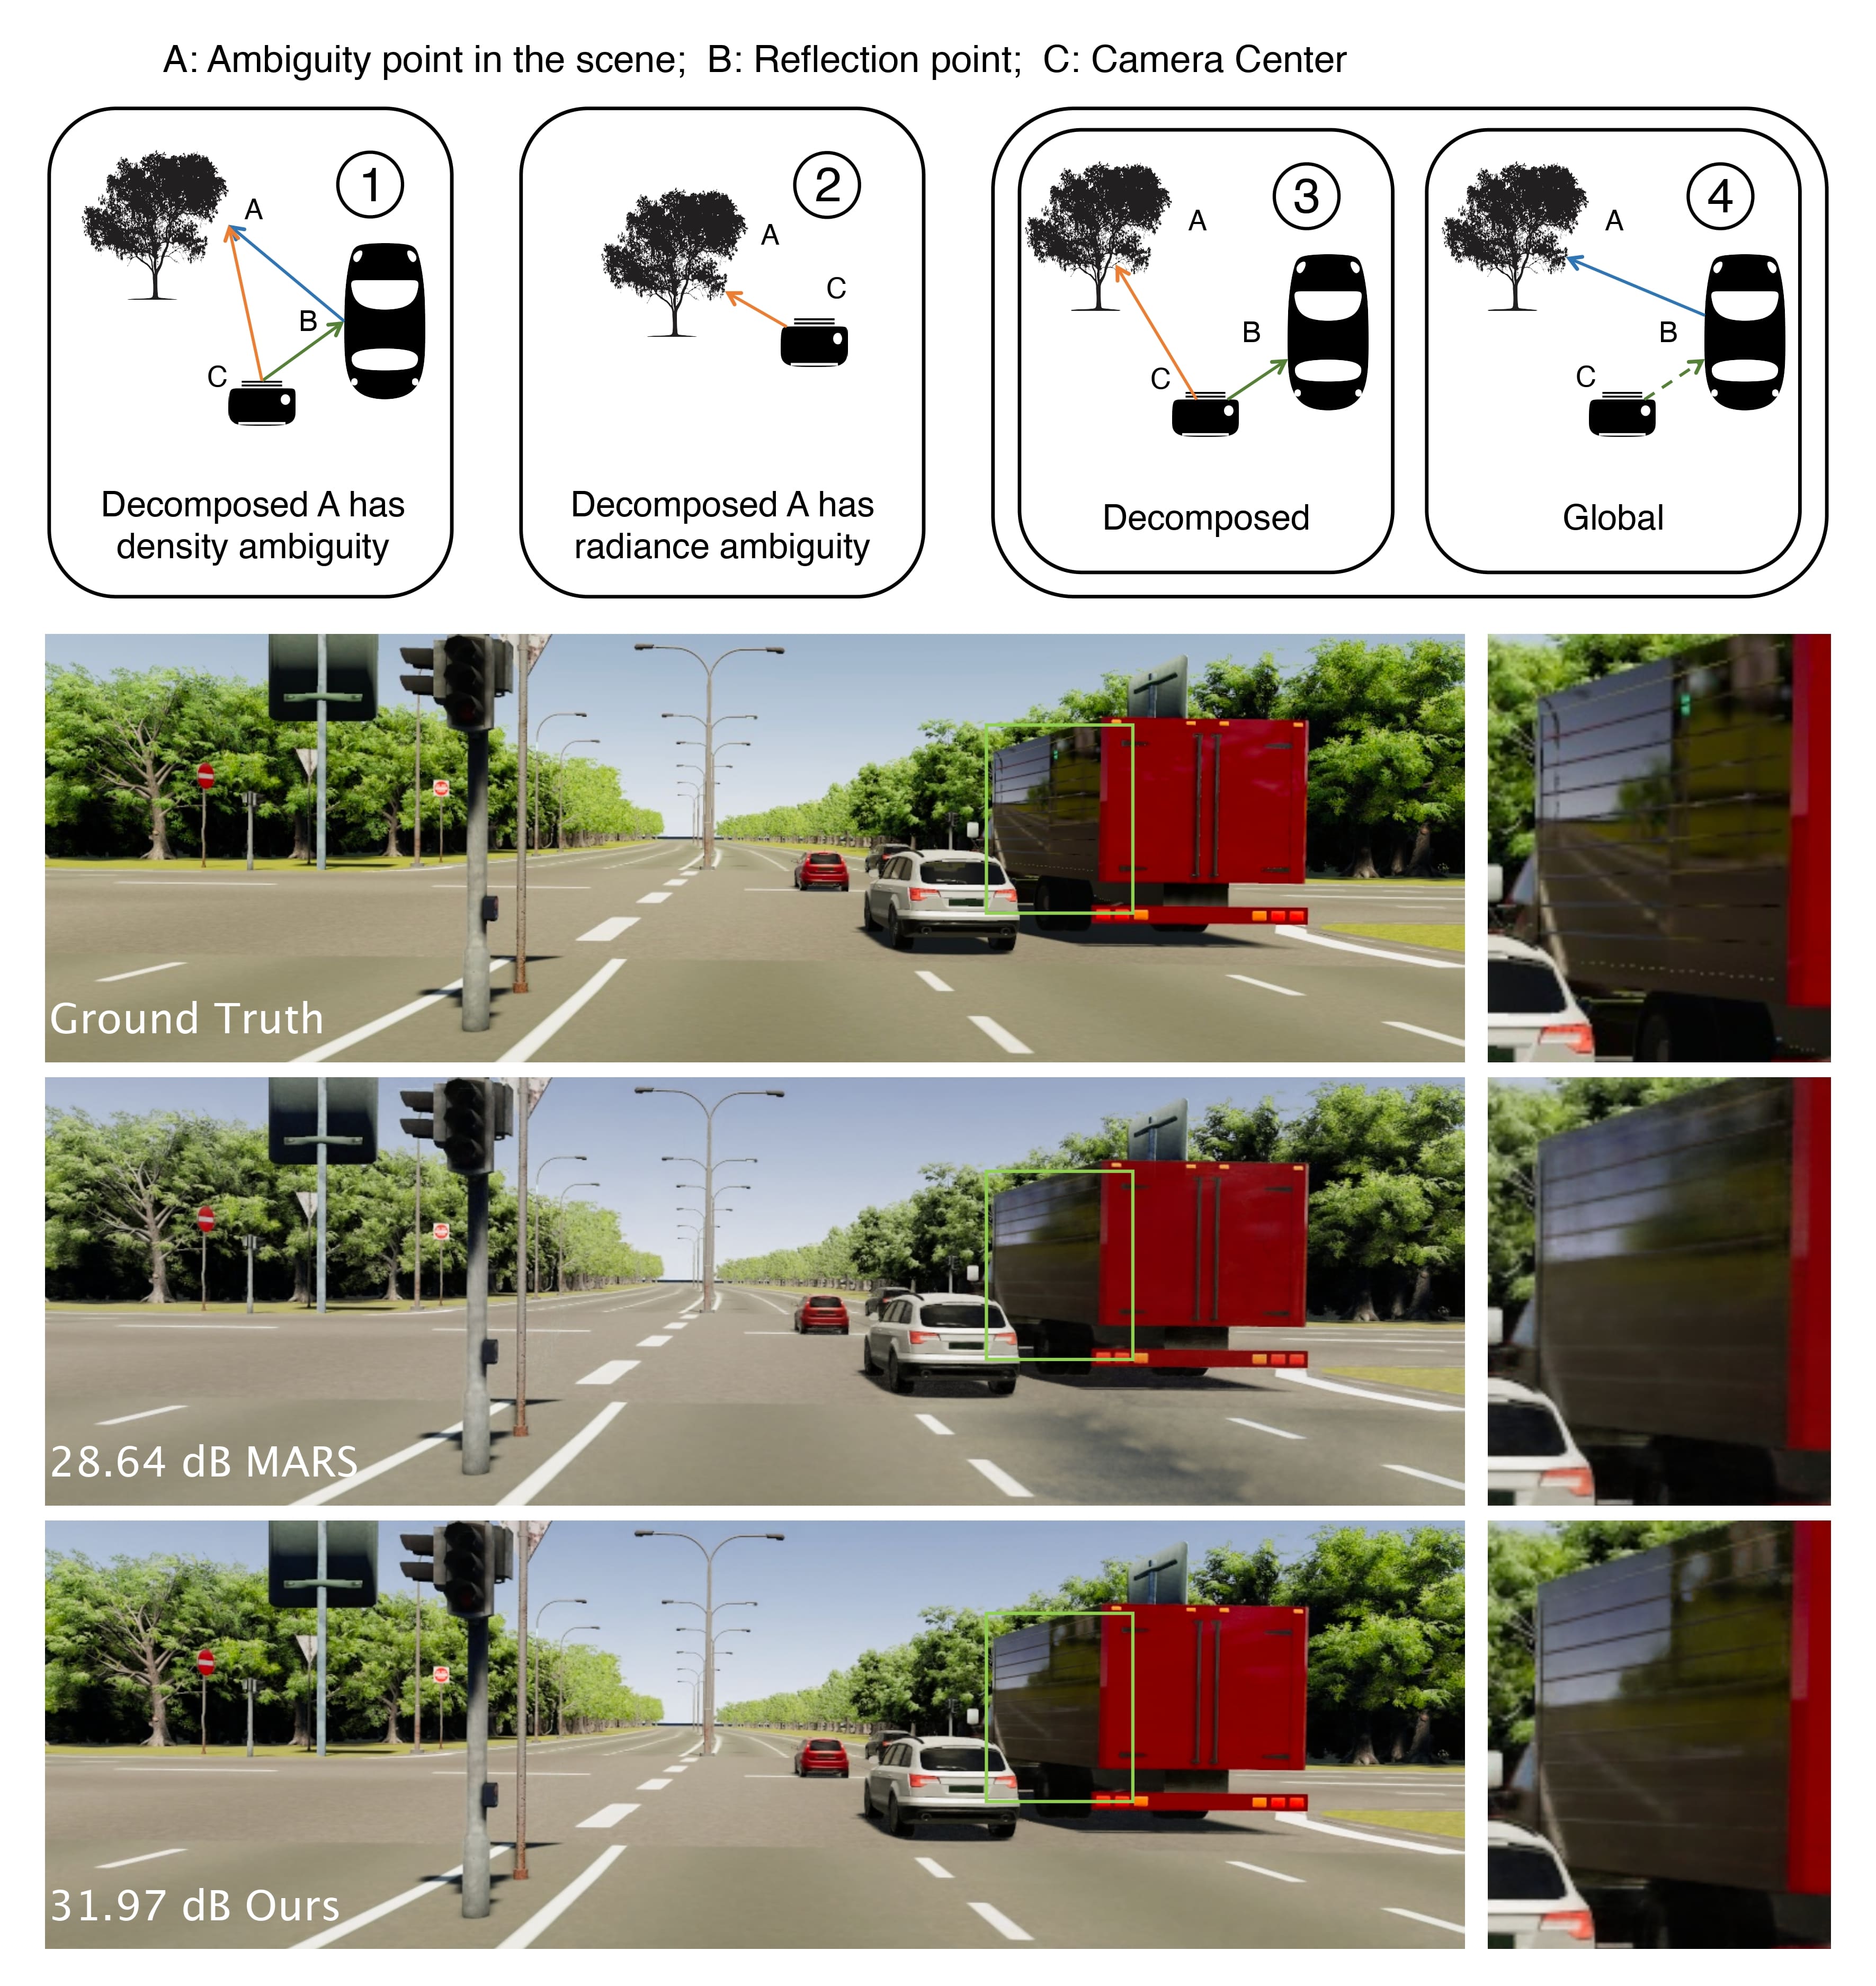 A: Ambiguity point in the scene; B: Reflection point; C: Camera Center
1
A
B
C
Decomposed A has
density ambiguity
2
A
C
Decomposed A has
radiance ambiguity
3
A
B
C
Decomposed
4
A
B
C
Global
Ground Truth
28.64 dB MARS
31.97 dB Ours